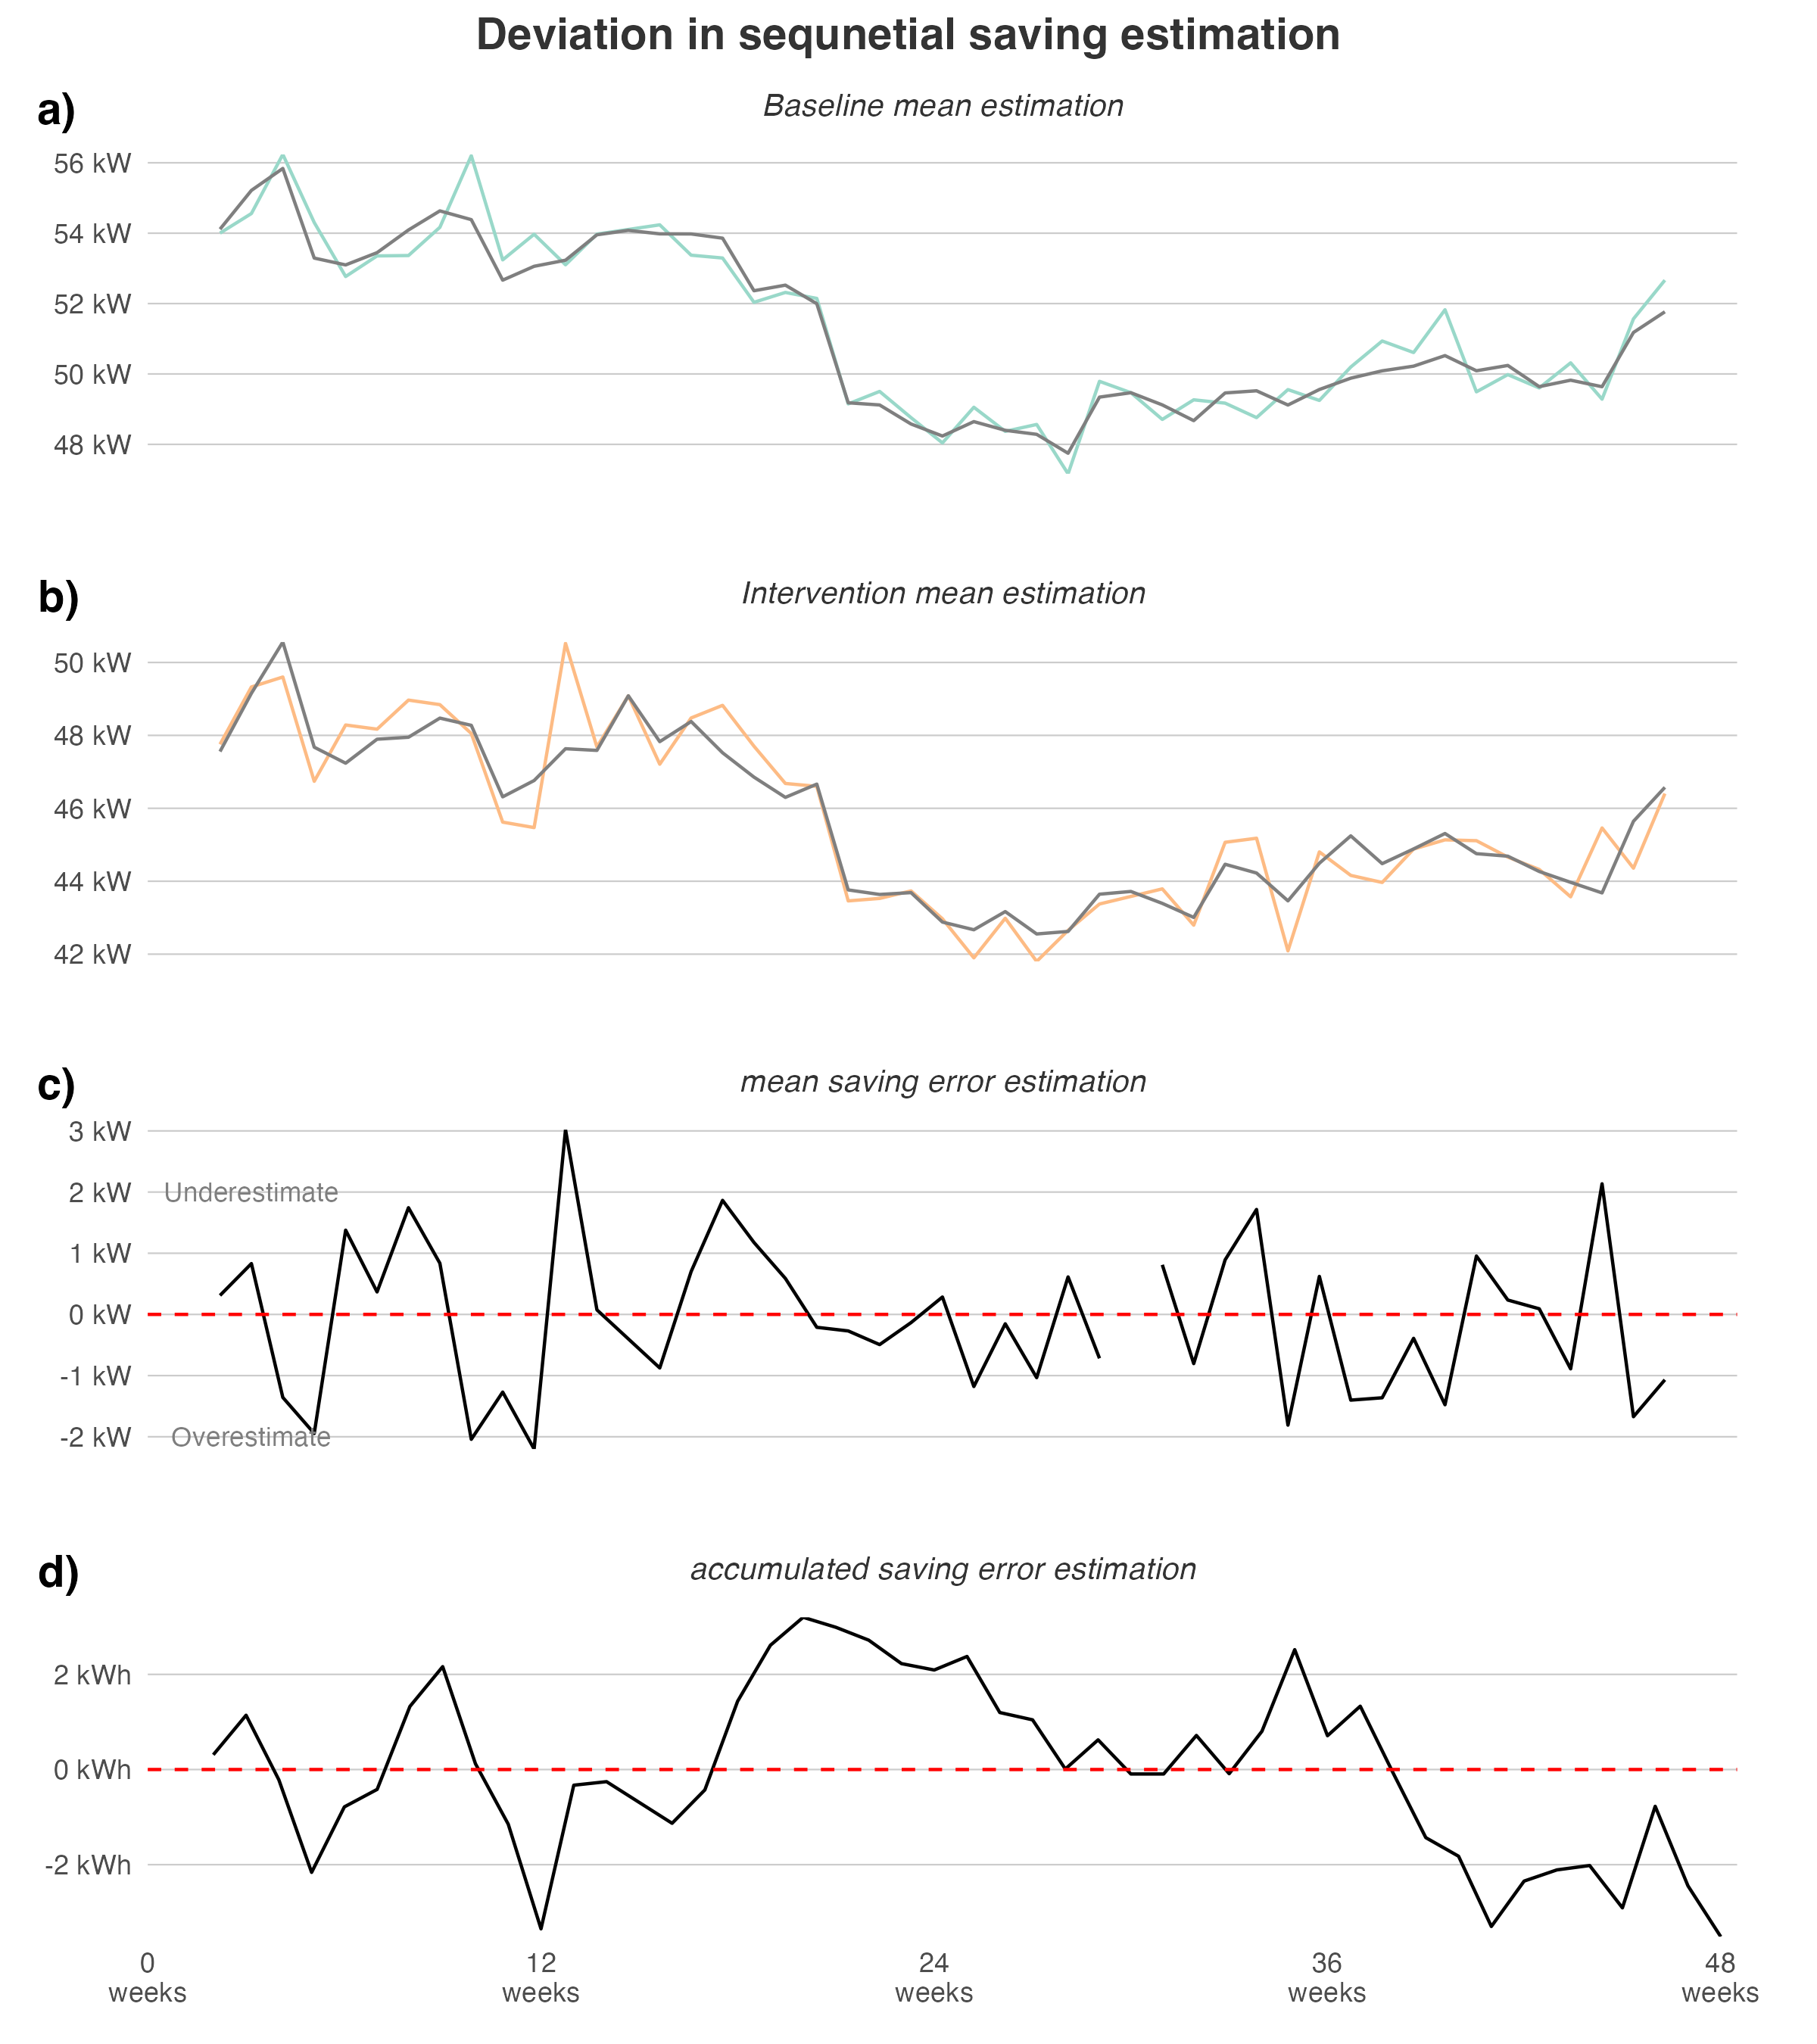 Deviation in sequnetial saving estimation
a)
Baseline mean estimation
56 kW
54 kW
52 kW
50 kW
48 kW
b)
Intervention mean estimation
50 kW
48 kW
46 kW
44 kW
42 kW
c)
mean saving error estimation
3 kW
2 kW
Underestimate
1 kW
0 kW
-1 kW
-2 kW
Overestimate
d)
accumulated saving error estimation
2 kWh
0 kWh
-2 kWh
0 12 24 36 48
weeks weeks weeks weeks weeks